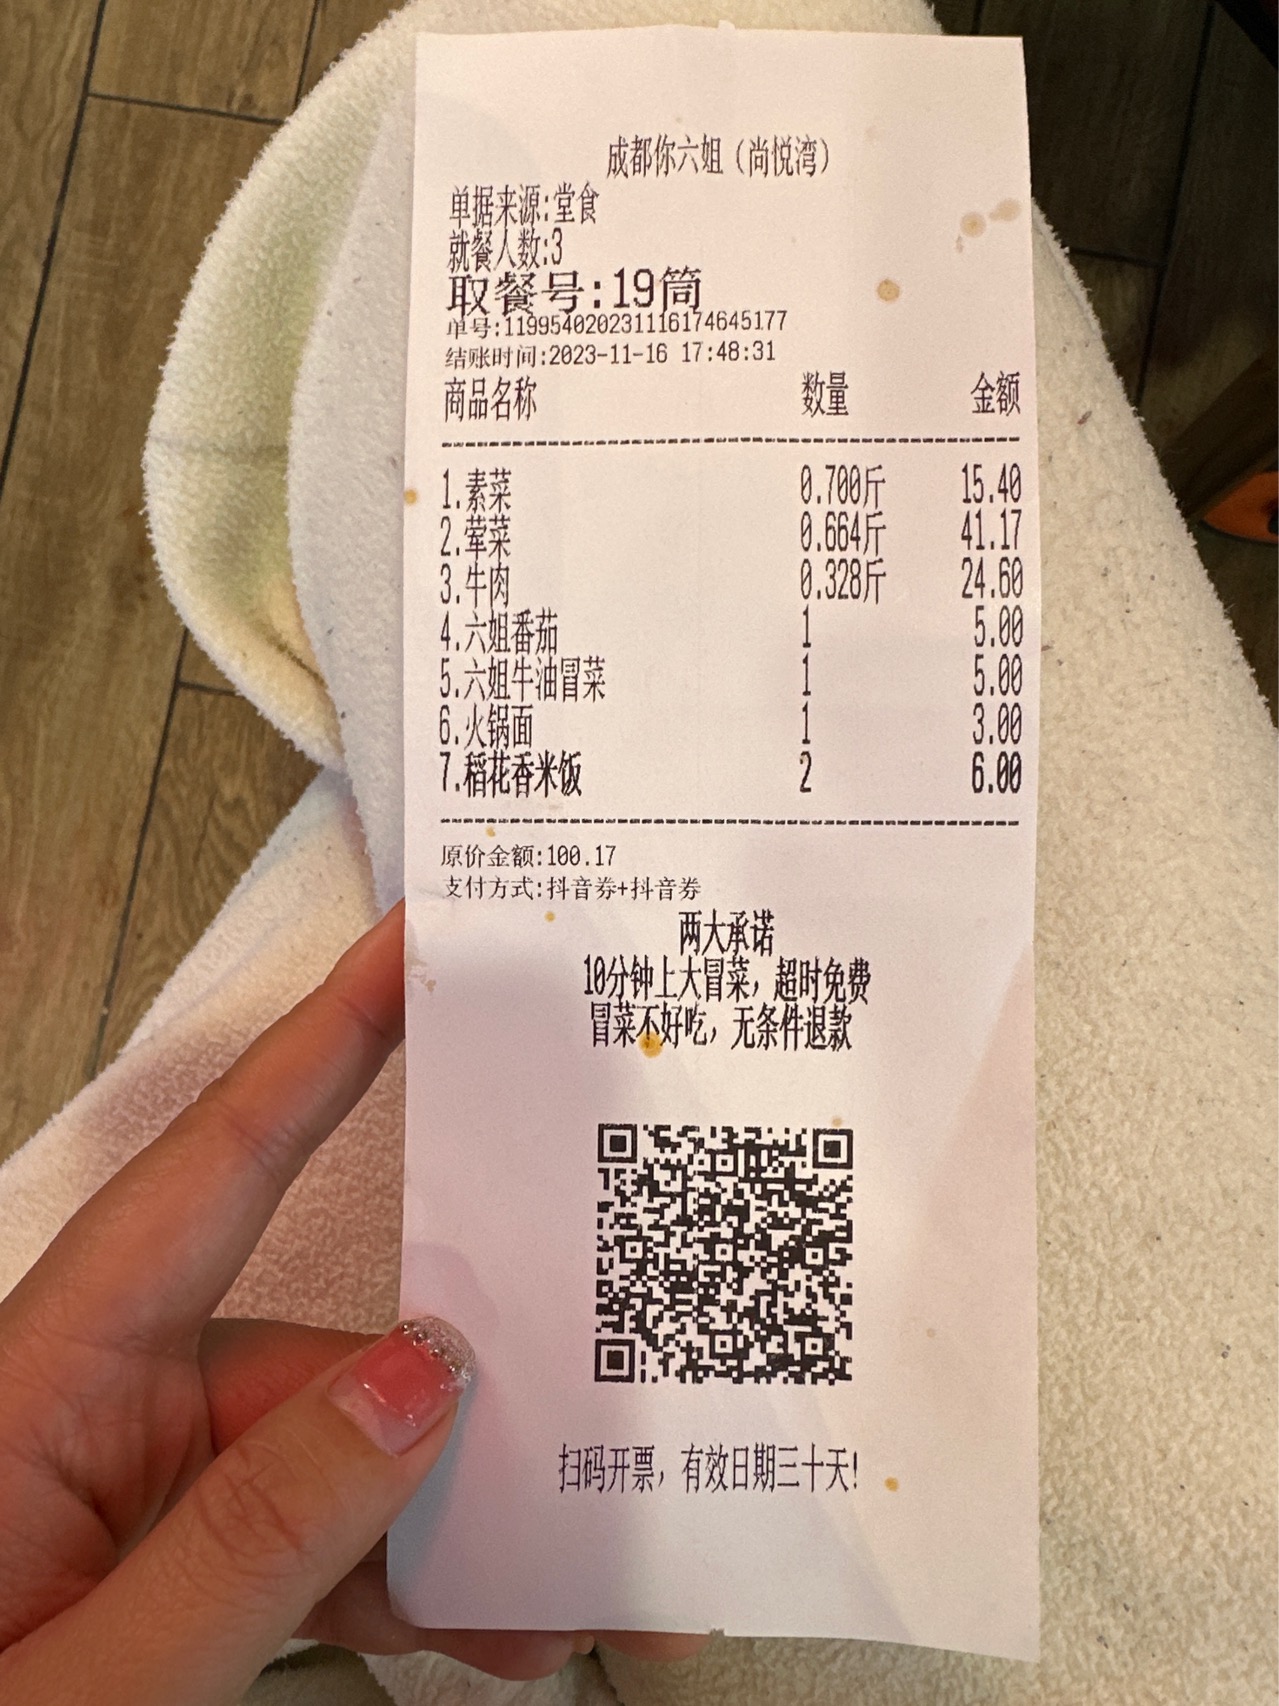 成都你六姐（尚悦湾）
单据来源:堂食
就餐人数:3
取餐号:19筒
单号:119954020231116174645177
结账时间:2023-11-16 17:48:31
商品名称 数量 金额
1.素菜 0.700斤 15.40
2.荤菜 0.664斤 41.17
3.牛肉 0.328斤 24.60
4.六姐番茄 1 5.00
5.六姐牛油冒菜 1 5.00
6.火锅面 1 3.00
7.稻花香米饭 2 6.00
原价金额:100.17
支付方式:抖音券+抖音券
两大承诺
10分钟上大冒菜，超时免费
冒菜不好吃，无条件退款
扫码开票，有效日期三十天!